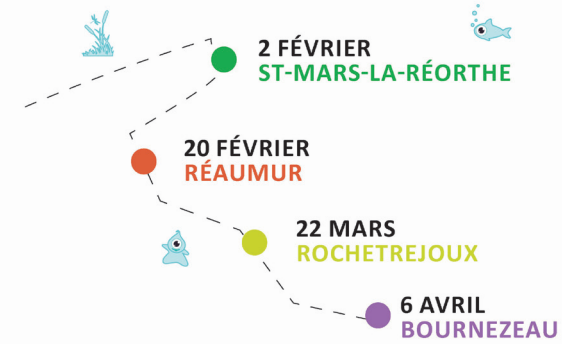 2 FÉVRIER
ST-MARS-LA-RÉORTHE
20 FÉVRIER
RÉAUMUR
22 MARS
ROCHETREJOUX
6 AVRIL
BOURNEZEAU